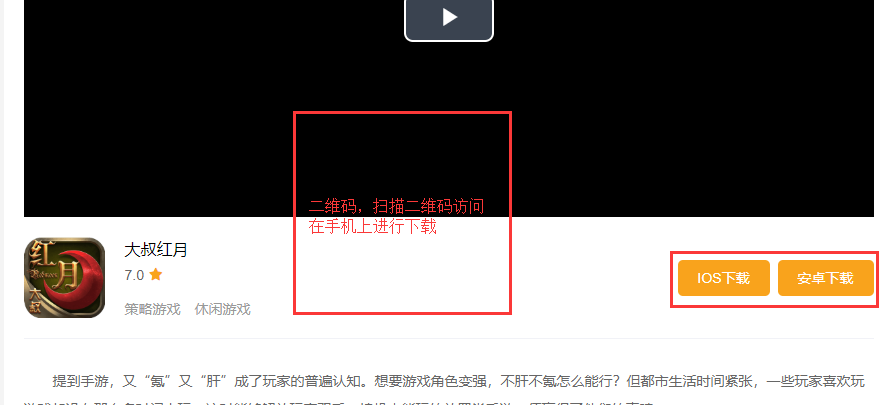 二维码，扫描二维码访问
在手机上进行下载
红月
大叔
大叔红月
7.0
策略游戏 休闲游戏
IOS下载 安卓下载
提到手游，又“氪”又“肝”成了玩家的普遍认知。想要游戏角色变强，不肝不氪怎么能行？但都市生活时间紧张，一些玩家喜欢玩